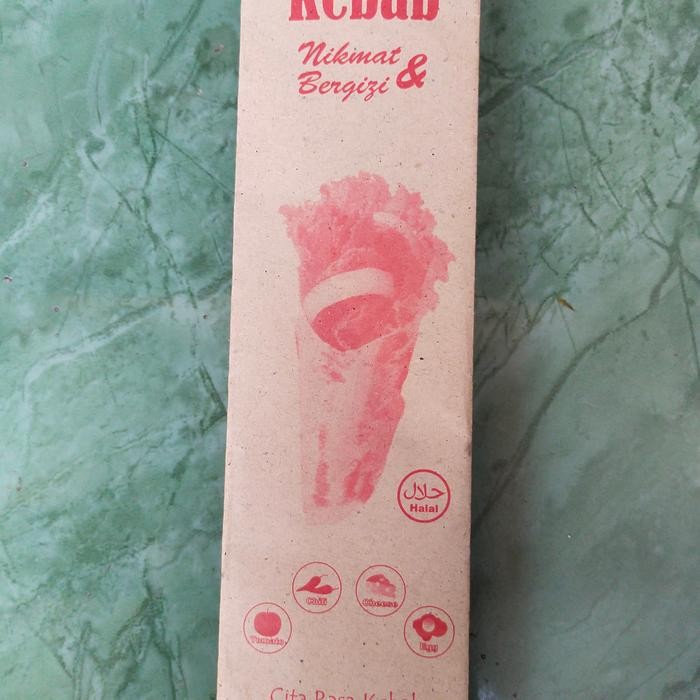 Kebab
Nikmat &
Bergizi
حلال
Halal
Chili
Cheese
Tomato
Egg
Cita Rasa Kebab